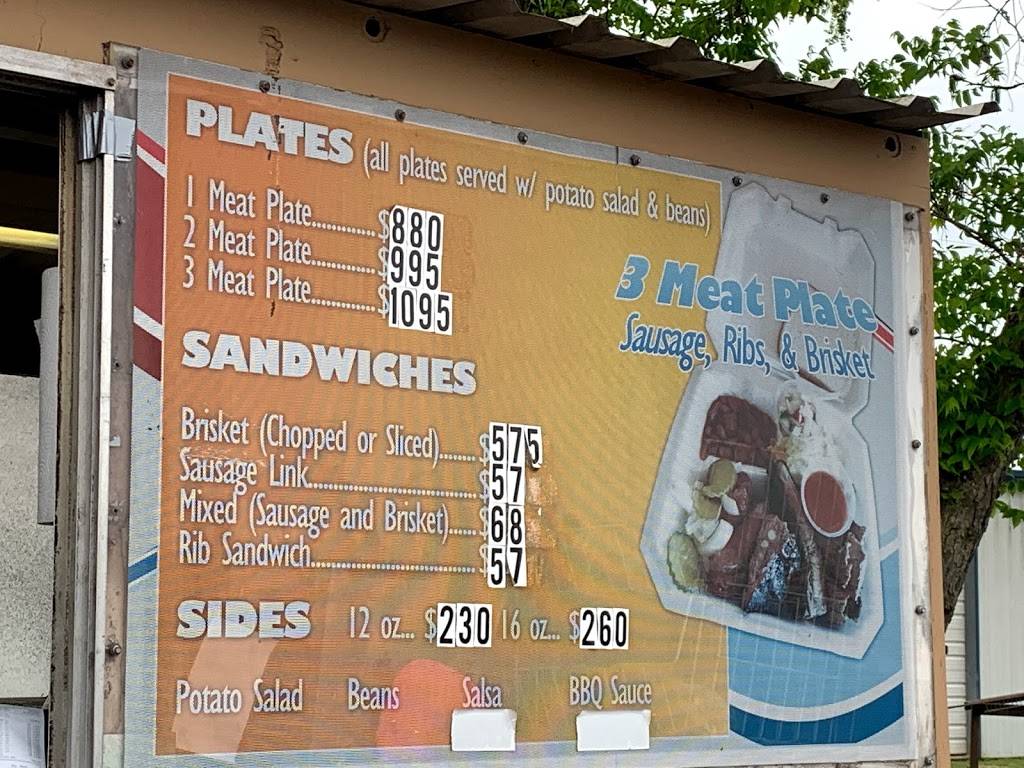 PLATES (all plates served w/ potato salad & beans)
1 Meat Plate............$880
2 Meat Plate............$995
3 Meat Plate............$1095
3 Meat Plate
Sausage, Ribs, & Brisket
SANDWICHES
Brisket (Chopped or Sliced)......$575
Sausage Link............................$57
Mixed (Sausage and Brisket).....$68
Rib Sandwich...........................$57
SIDES 12 oz... $230 16 oz... $260
Potato Salad Beans Salsa BBQ Sauce